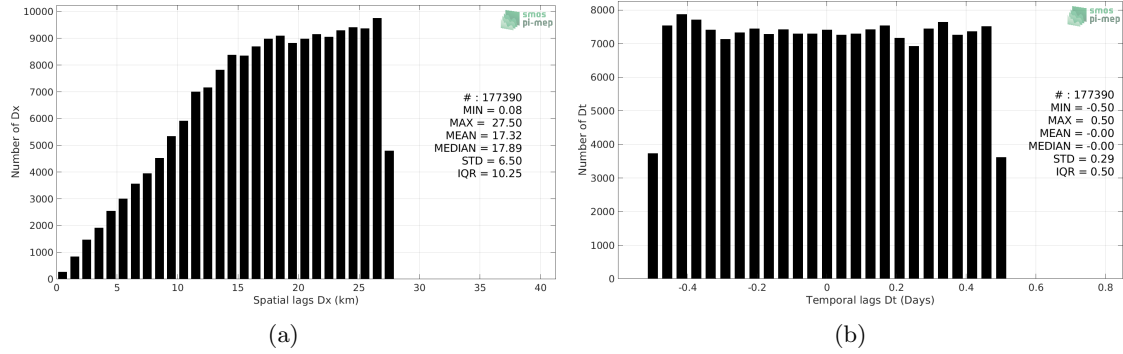 10000
9000
8000
7000
6000
5000
4000
3000
2000
1000
0
Number of Dx
0 5 10 15 20 25 30 35 40
Spatial lags Dx (km)
smos
pi-mep
# : 177390
MIN = 0.08
MAX = 27.50
MEAN = 17.32
MEDIAN = 17.89
STD = 6.50
IQR = 10.25
(a)
8000
7000
6000
5000
4000
3000
2000
1000
0
Number of Dt
-0.4 -0.2 0 0.2 0.4 0.6 0.8
Temporal lags Dt (Days)
smos
pi-mep
# : 177390
MIN = -0.50
MAX = 0.50
MEAN = -0.00
MEDIAN = -0.00
STD = 0.29
IQR = 0.50
(b)